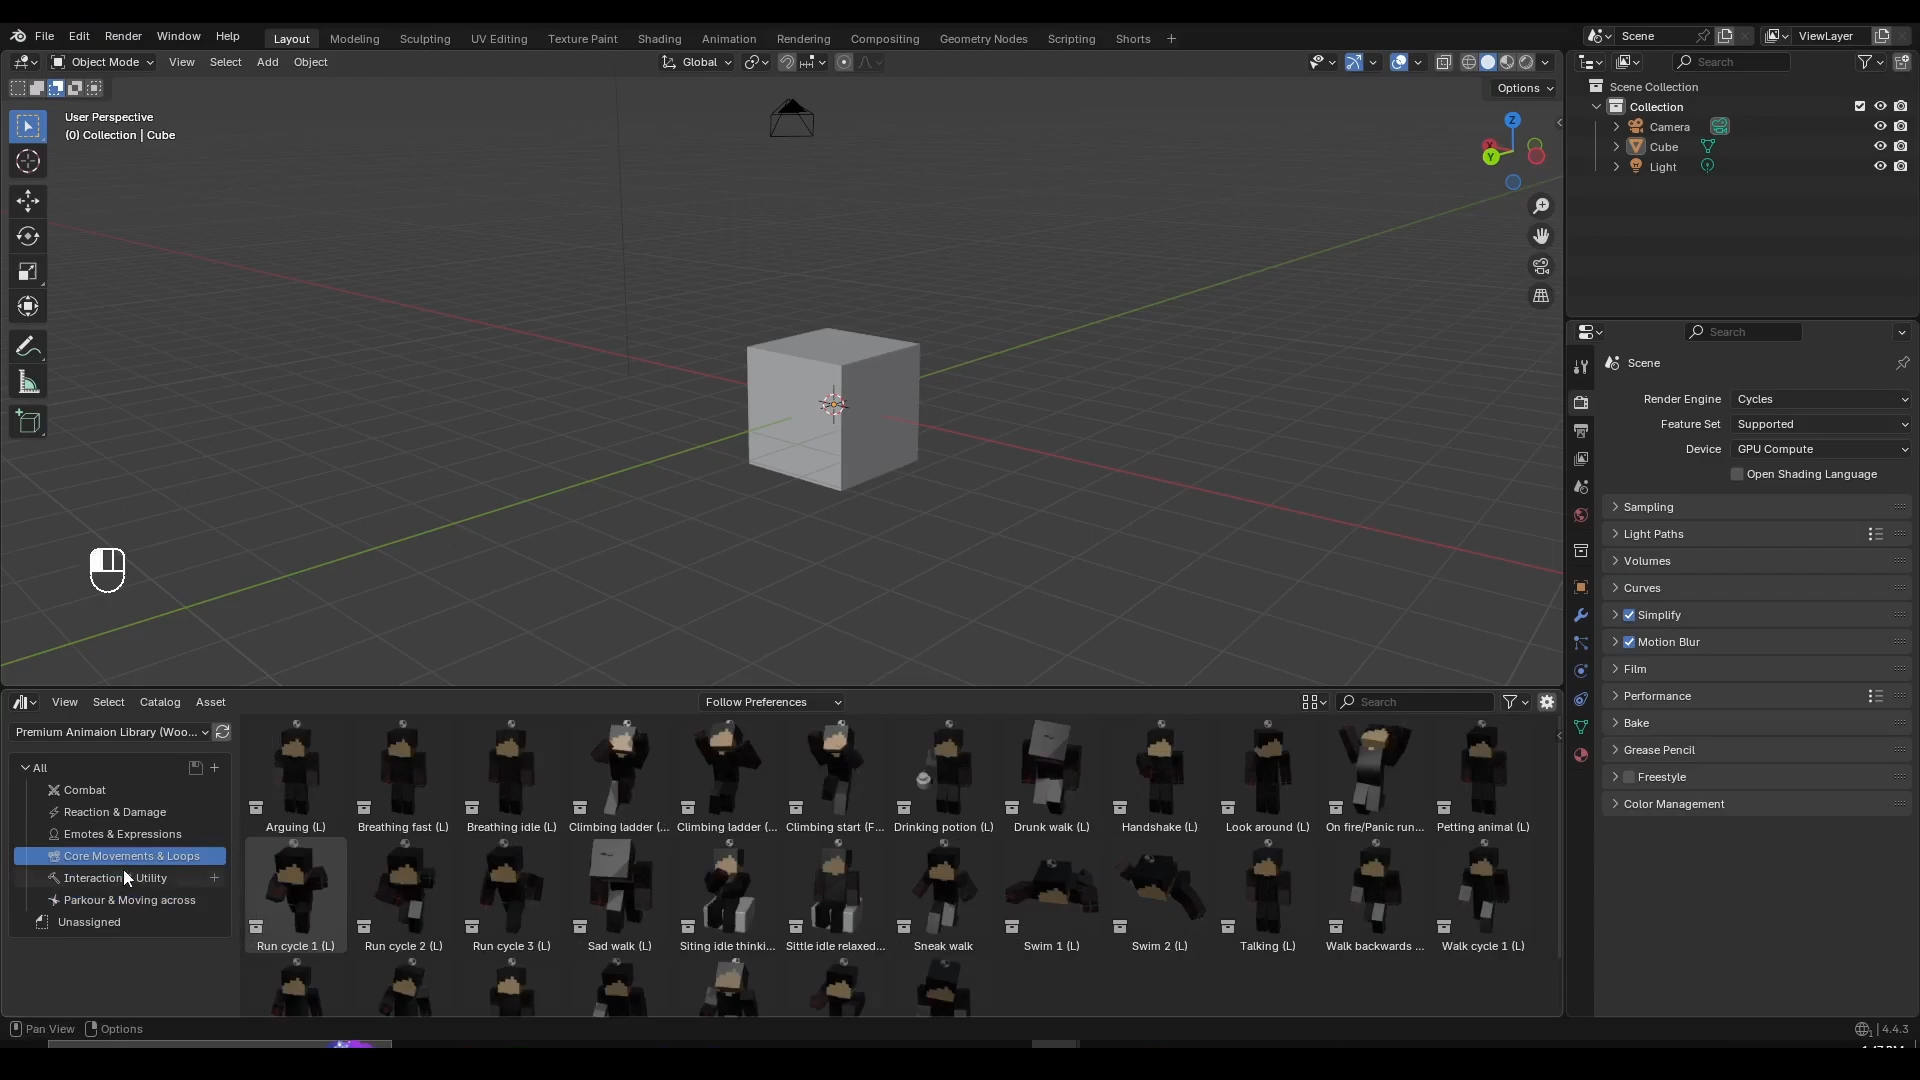 File Edit Render Window Help Layout Modeling Sculpting UV Editing Texture Paint Shading Animation Rendering Compositing Geometry Nodes Scripting Shorts + Scene ViewLayer
Object Mode View Select Add Object Global Search
Options
User Perspective
(0) Collection | Cube
Z
Y
Scene Collection
Collection
Camera
Cube
Light
Search
Scene
Render Engine Cycles
Feature Set Supported
Device GPU Compute
Open Shading Language
Sampling
Light Paths
Volumes
Curves
Simplify
Motion Blur
Film
Performance
Bake
Grease Pencil
Freestyle
Color Management
View Select Catalog Asset Follow Preferences Search
Premium Animaion Library (Woo...
All
Combat
Reaction & Damage
Emotes & Expressions
Core Movements & Loops
Utility
Parkour & Moving across
Unassigned
Arguing (L) Breathing fast (L) Breathing idle (L) Climbing ladder (... Climbing ladder (... Climbing start (F... Drinking potion (L) Drunk walk (L) Handshake (L) Look around (L) On fire/Panic run... Petting animal (L)
Run cycle 1 (L) Run cycle 2 (L) Run cycle 3 (L) Sad walk (L) Siting idle thinki... Sittle idle relaxed... Sneak walk Swim 1 (L) Swim 2 (L) Talking (L) Walk backwards ... Walk cycle 1 (L)
Pan View Options 4.4.3